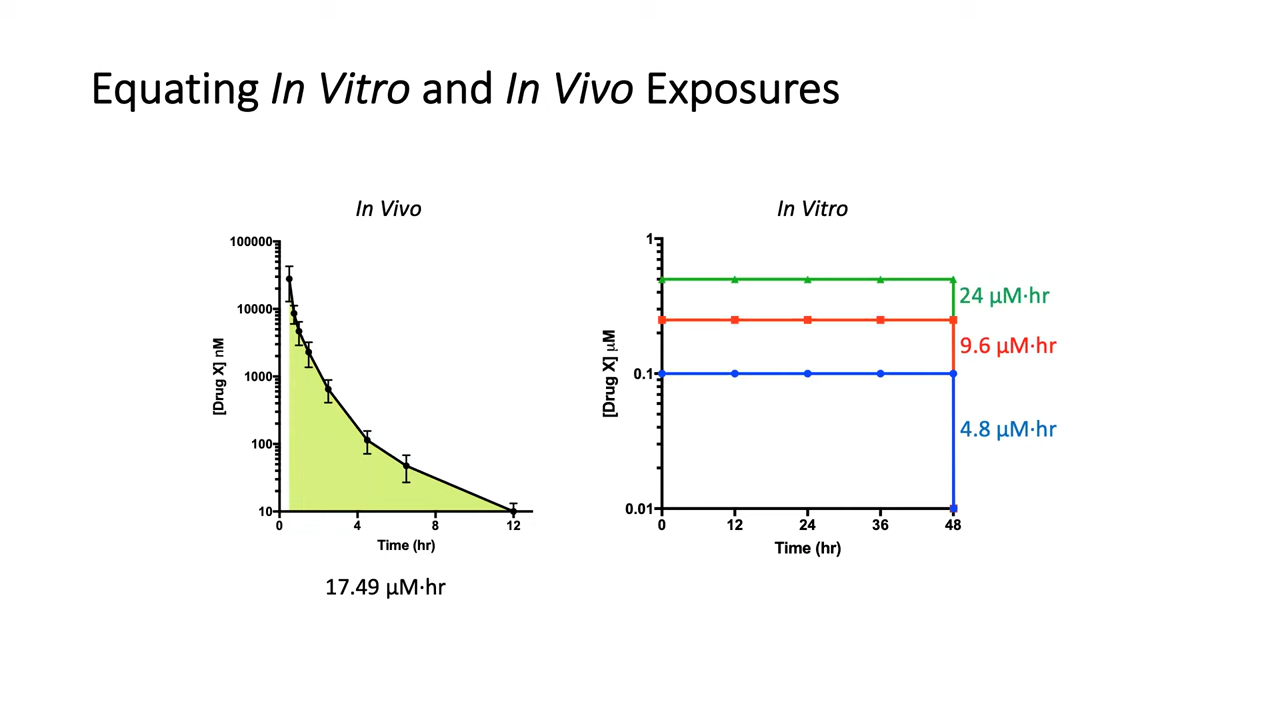 Equating In Vitro and In Vivo Exposures
In Vivo
100000
10000
1000
100
10
[Drug X] nM
0 4 8 12
Time (hr)
17.49 µM·hr
In Vitro
1
0.1
0.01
[Drug X] µM
0 12 24 36 48
Time (hr)
24 µM·hr
9.6 µM·hr
4.8 µM·hr